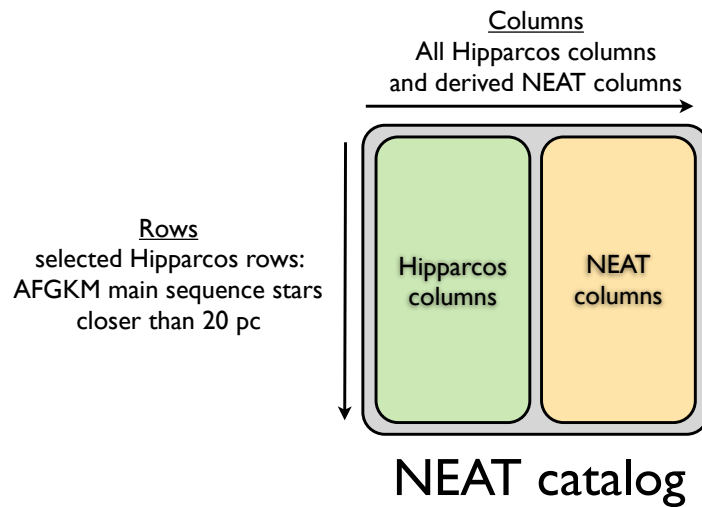 Columns
All Hipparcos columns
and derived NEAT columns
Rows
selected Hipparcos rows:
AFGKM main sequence stars
closer than 20 pc
Hipparcos
columns
NEAT
columns
NEAT catalog